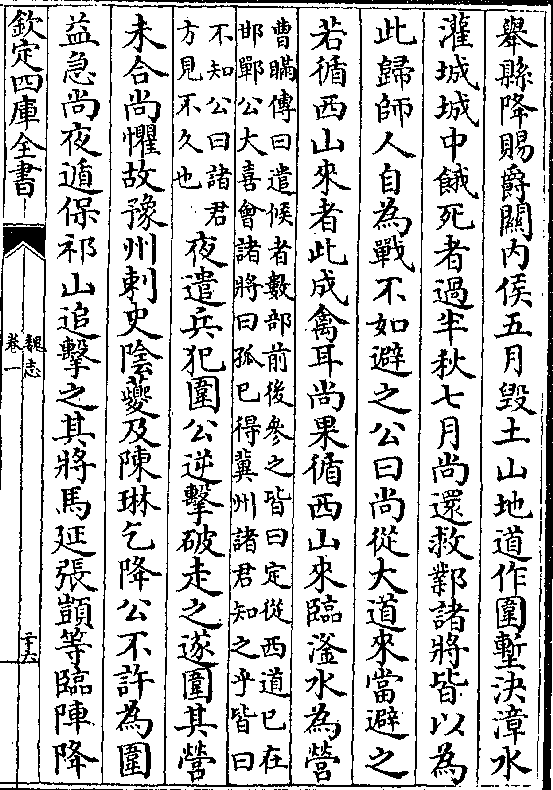 舉縣降賜爵關内侯五月毀土山地道作圍塹決漳水
灌城城中餓死者過半秋七月尚還救鄴諸將皆以為
此歸師人自為戰不如避之公曰尚從大道來當避之
若循西山來者此成禽耳尚果循西山來臨滏水為營
曹瞞傳曰遣候者數部前後參之皆曰定從西道已在
邯鄲公大喜會諸將曰孤已得冀州諸君知之乎皆曰
不知公曰諸君
方見不久也
夜遣兵犯圍公逆擊破走之遂圍其營
未合尚懼故豫州刺史陰夔及陳琳乞降公不許為圍
益急尚夜遁保祁山追擊之其將馬延張顗等臨陣降
欽定四庫全書
魏志
卷一
二十六